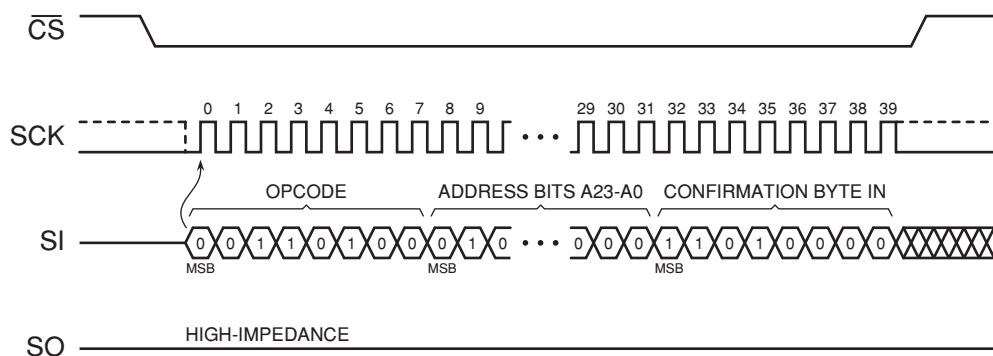 CS
0 1 2 3 4 5 6 7 8 9 29 30 31 32 33 34 35 36 37 38 39
SCK
OPCODE ADDRESS BITS A23-A0 CONFIRMATION BYTE IN
SI 0 0 1 1 0 1 0 0 0 1 0 0 0 0 1 1 0 1 0 0 0 0
MSB MSB MSB
HIGH-IMPEDANCE
SO